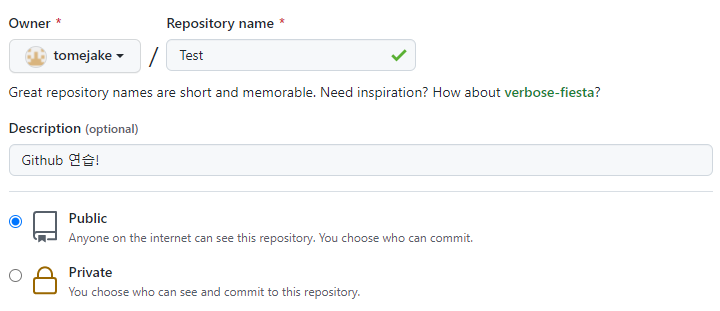 Owner * Repository name *
tomejake / Test
Great repository names are short and memorable. Need inspiration? How about verbose-fiesta?
Description (optional)
Github 연습!
Public
Anyone on the internet can see this repository. You choose who can commit.
Private
You choose who can see and commit to this repository.